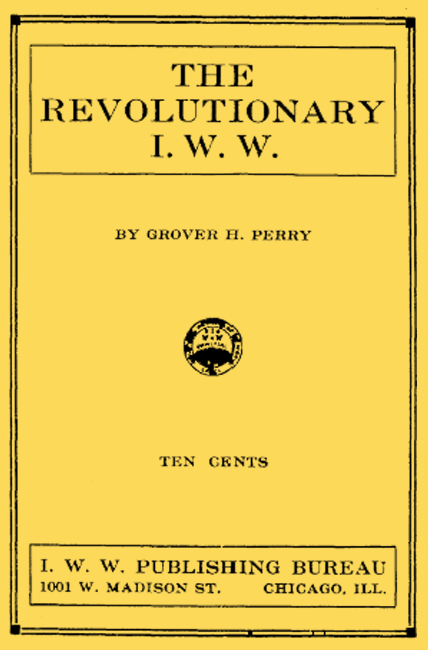 THE
REVOLUTIONARY
I. W. W.
BY GROVER H. PERRY
TEN CENTS
I. W. W. PUBLISHING BUREAU
1001 W. MADISON ST. CHICAGO, ILL.